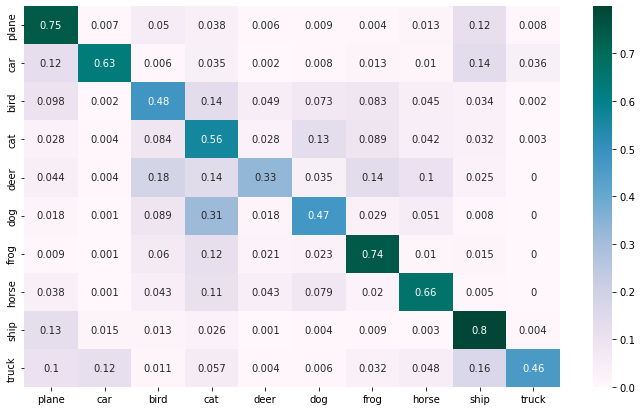 plane 0.75 0.007 0.05 0.038 0.006 0.009 0.004 0.013 0.12 0.008
car 0.12 0.63 0.006 0.035 0.002 0.008 0.013 0.01 0.14 0.036
bird 0.098 0.002 0.48 0.14 0.049 0.073 0.083 0.045 0.034 0.002
cat 0.028 0.004 0.084 0.56 0.028 0.13 0.089 0.042 0.032 0.003
deer 0.044 0.004 0.18 0.14 0.33 0.035 0.14 0.1 0.025 0
dog 0.018 0.001 0.089 0.31 0.018 0.47 0.029 0.051 0.008 0
frog 0.009 0.001 0.06 0.12 0.021 0.023 0.74 0.01 0.015 0
horse 0.038 0.001 0.043 0.11 0.043 0.079 0.02 0.66 0.005 0
ship 0.13 0.015 0.013 0.026 0.001 0.004 0.009 0.003 0.8 0.004
truck 0.1 0.12 0.011 0.057 0.004 0.006 0.032 0.048 0.16 0.46
plane car bird cat deer dog frog horse ship truck
0.7
0.6
0.5
0.4
0.3
0.2
0.1
0.0